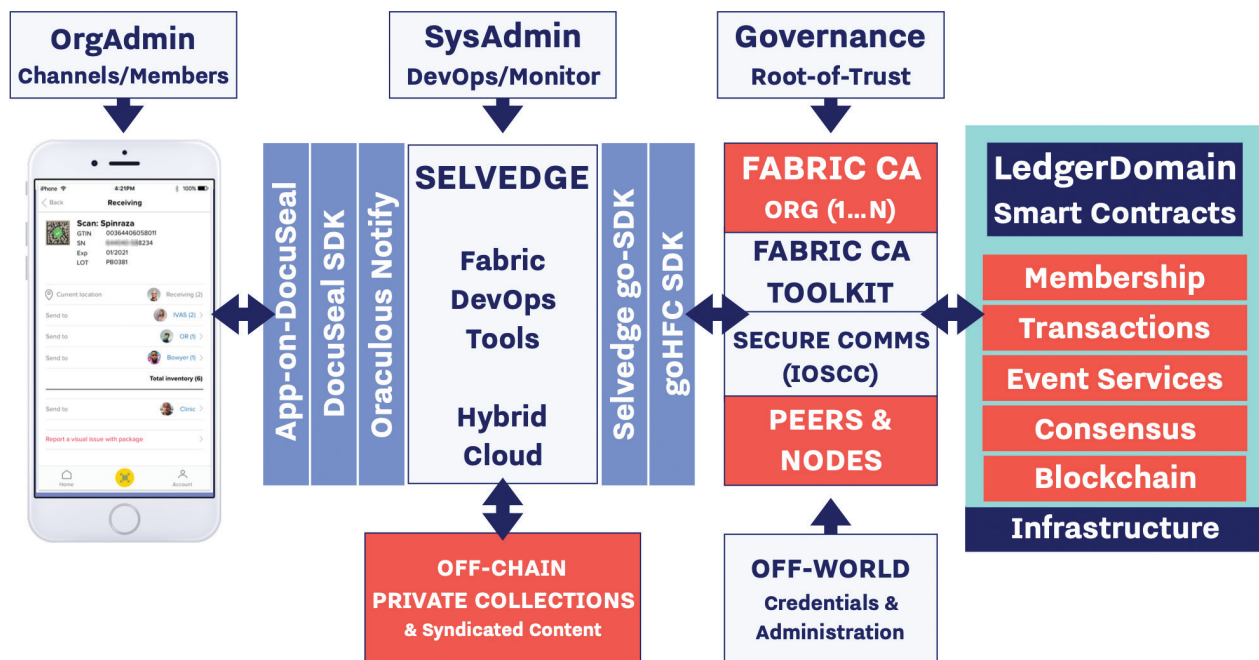 OrgAdmin
Channels/Members
SysAdmin
DevOps/Monitor
Governance
Root-of-Trust
iPhone
4:21PM
100%
< Back
Receiving
Scan: Spinraza
GTIN 00364406058011
SN 8234
Exp 01/2021
LOT PB0381
Current location Receiving (2)
Send to IVAS (2) >
Send to OR (1) >
Send to Bowyer (1) >
Total inventory (6)
Send to Clinic >
Report a visual issue with package >
Home
Account
App-on-DocuSeal
DocuSeal SDK
Oraculous Notify
SELVEDGE
Fabric
DevOps
Tools
Hybrid
Cloud
Selvedge go-SDK
goHFC SDK
FABRIC CA
ORG (1...N)
FABRIC CA
TOOLKIT
SECURE COMMS
(IOSCC)
PEERS &
NODES
LedgerDomain
Smart Contracts
Membership
Transactions
Event Services
Consensus
Blockchain
Infrastructure
OFF-CHAIN
PRIVATE COLLECTIONS
& Syndicated Content
OFF-WORLD
Credentials &
Administration